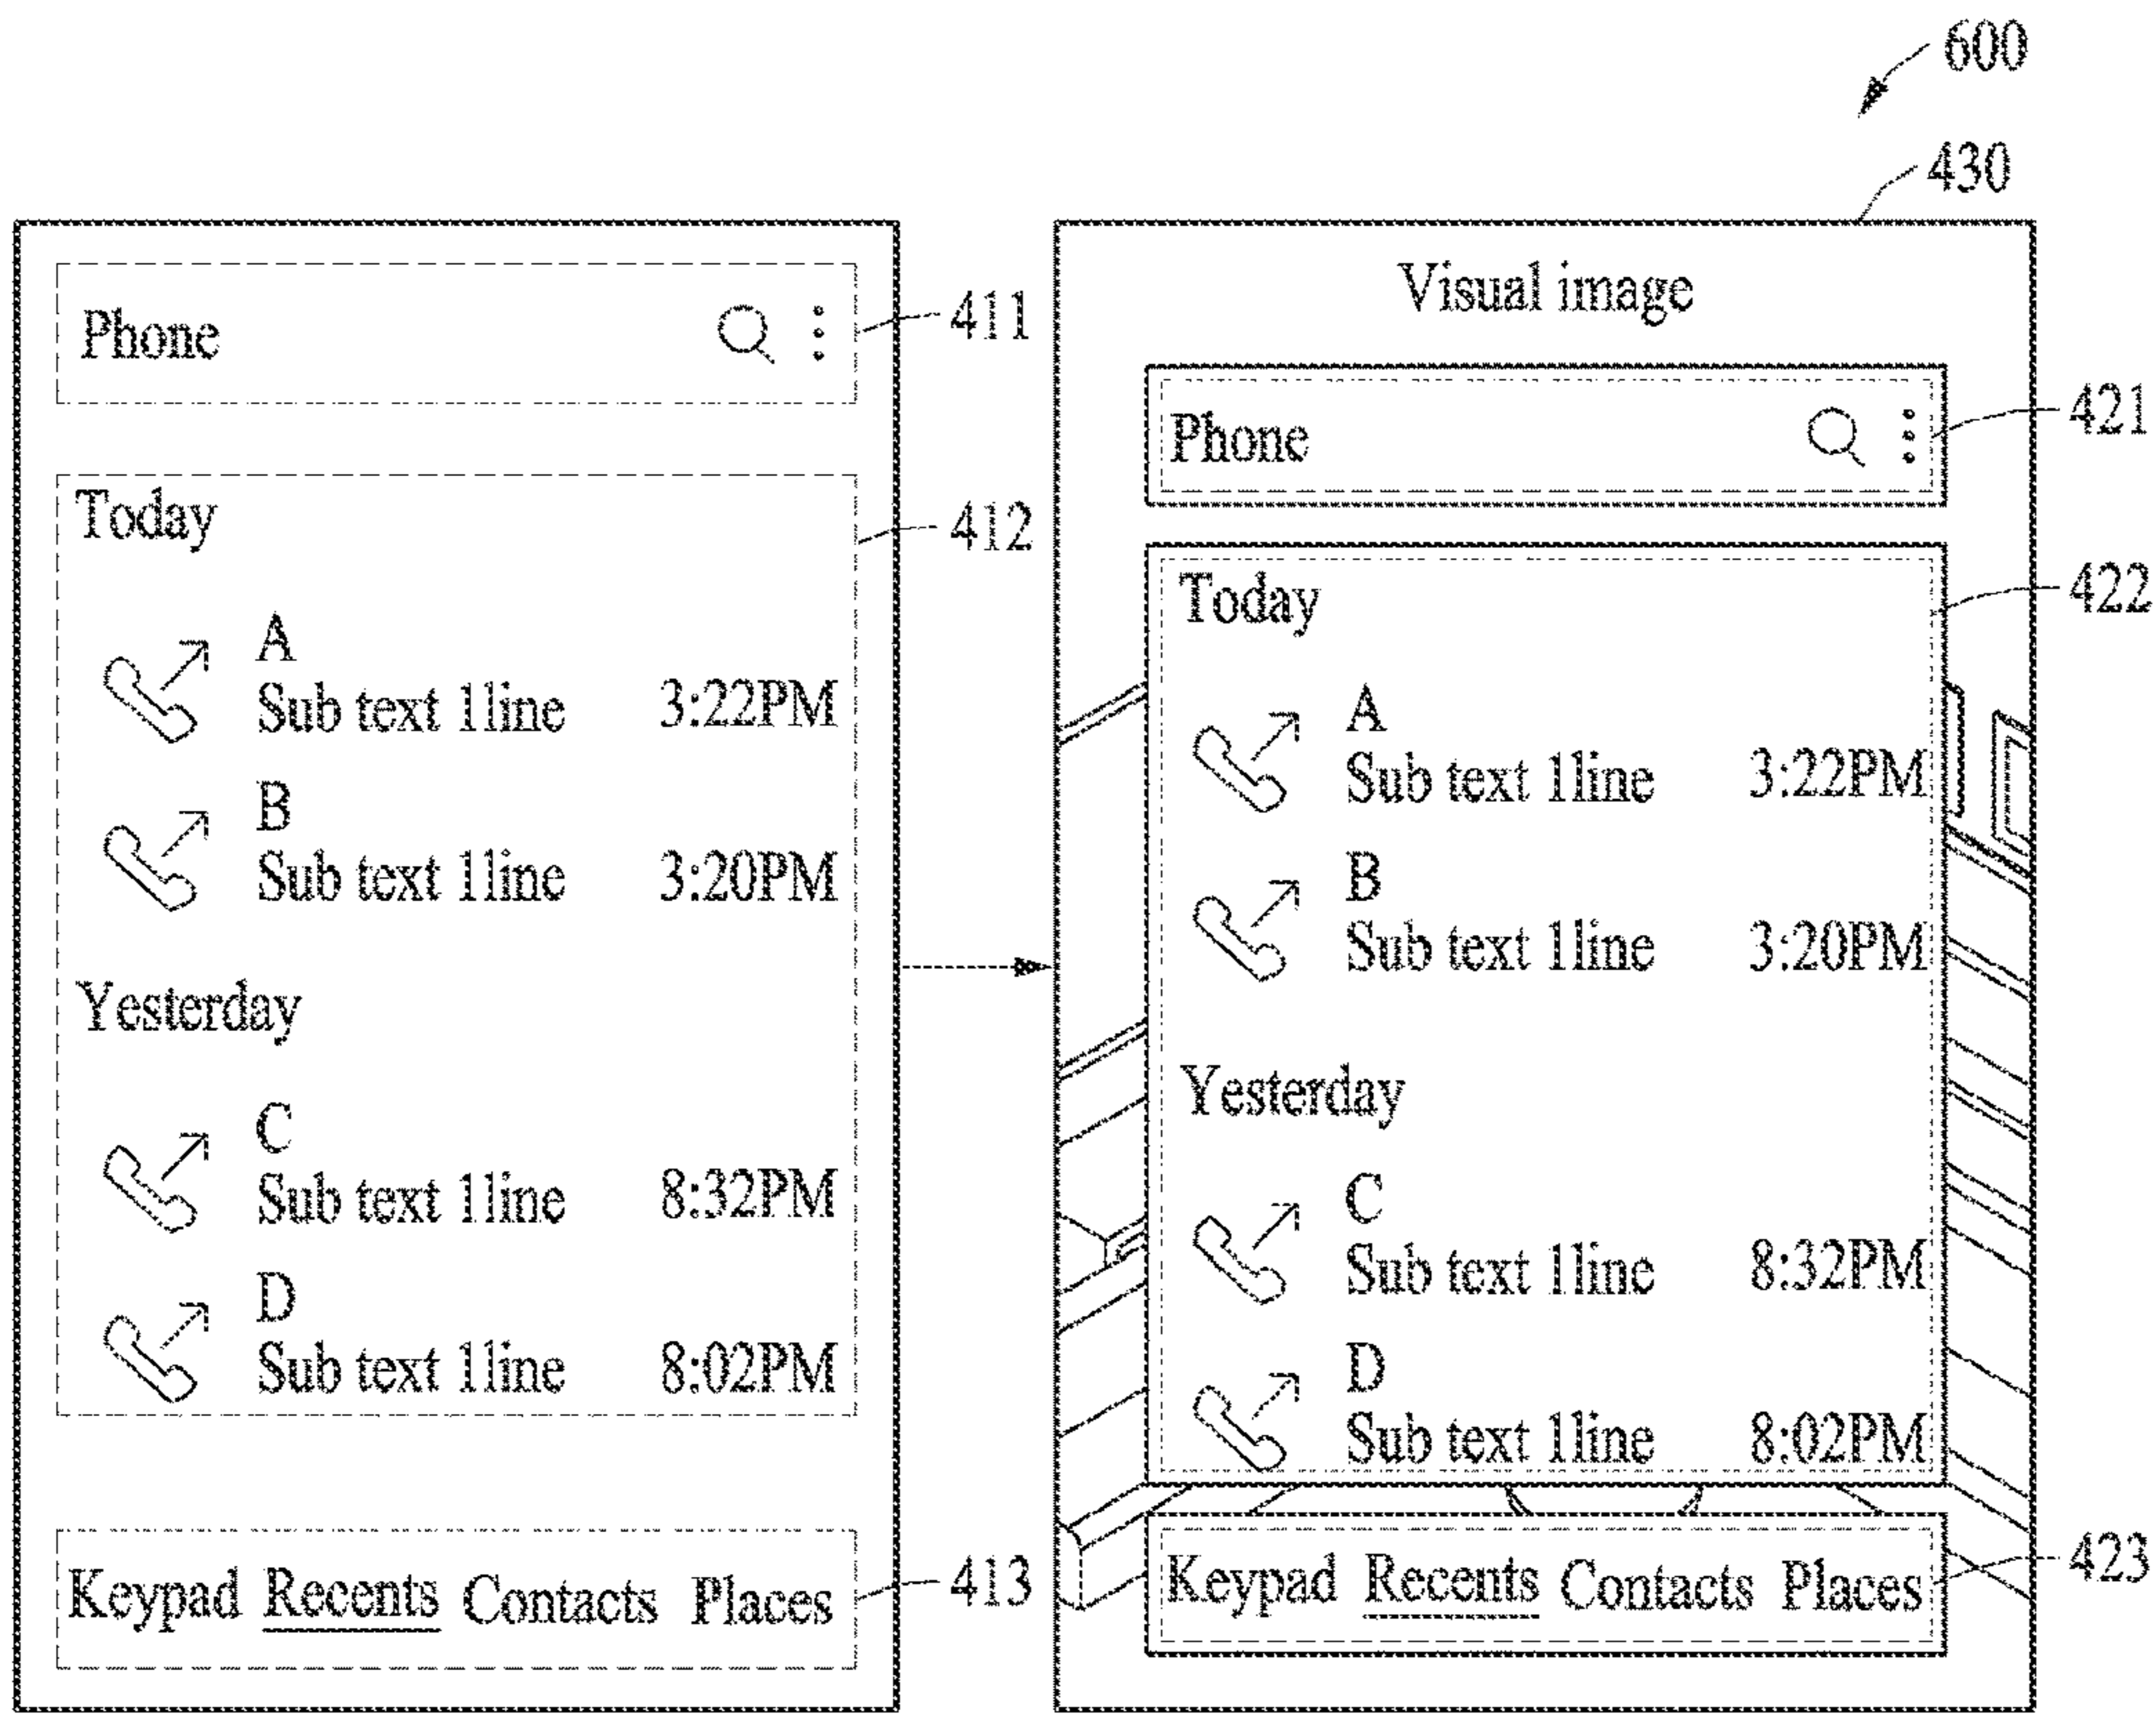 600
430
Phone
411
Today
412
A
Sub text 1line 3:22PM
B
Sub text 1line 3:20PM
Yesterday
C
Sub text 1line 8:32PM
D
Sub text 1line 8:02PM
Keypad Recents Contacts Places
413
Visual image
Phone
421
Today
422
A
Sub text 1line 3:22PM
B
Sub text 1line 3:20PM
Yesterday
C
Sub text 1line 8:32PM
D
Sub text 1line 8:02PM
Keypad Recents Contacts Places
423